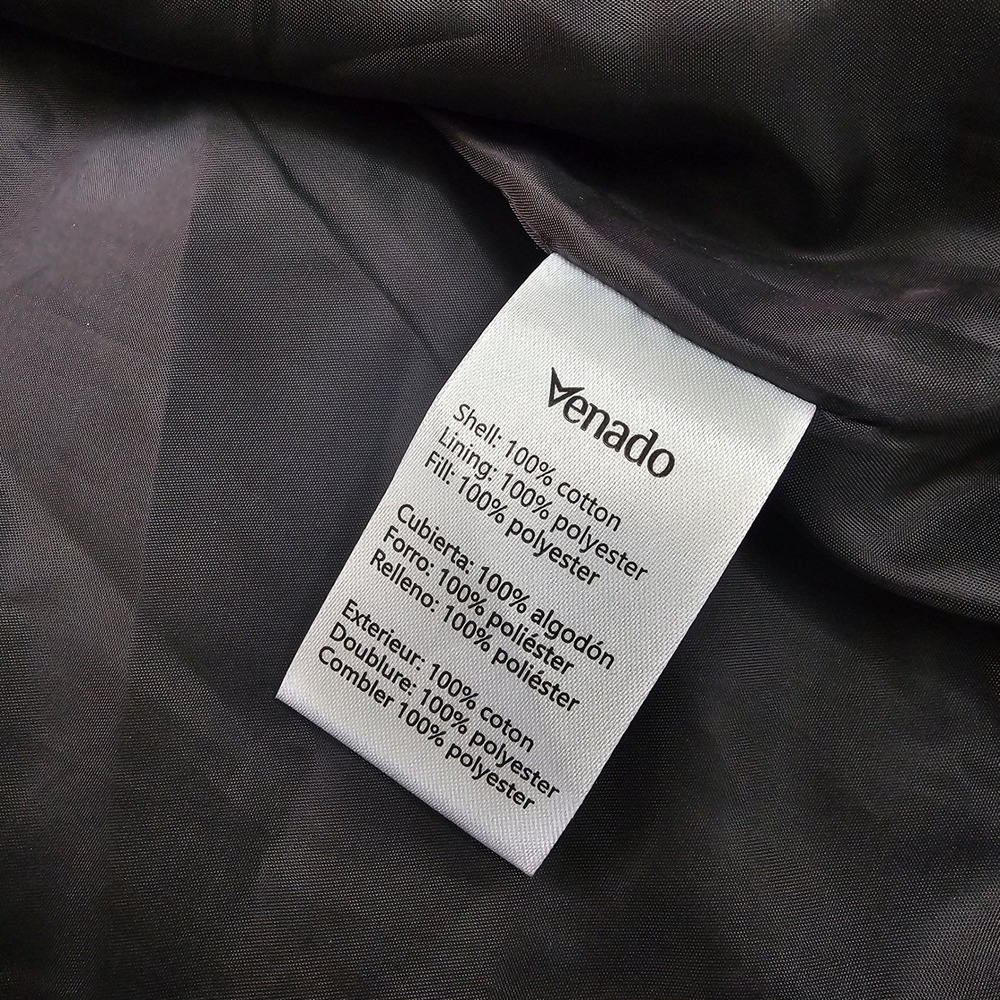 Venado
Shell: 100% cotton
Lining: 100% polyester
Fill: 100% polyester
Cubierta: 100% algodón
Forro: 100% poliéster
Relleno: 100% poliéster
Exterieur: 100% coton
Doublure: 100% polyester
Combler 100% polyester